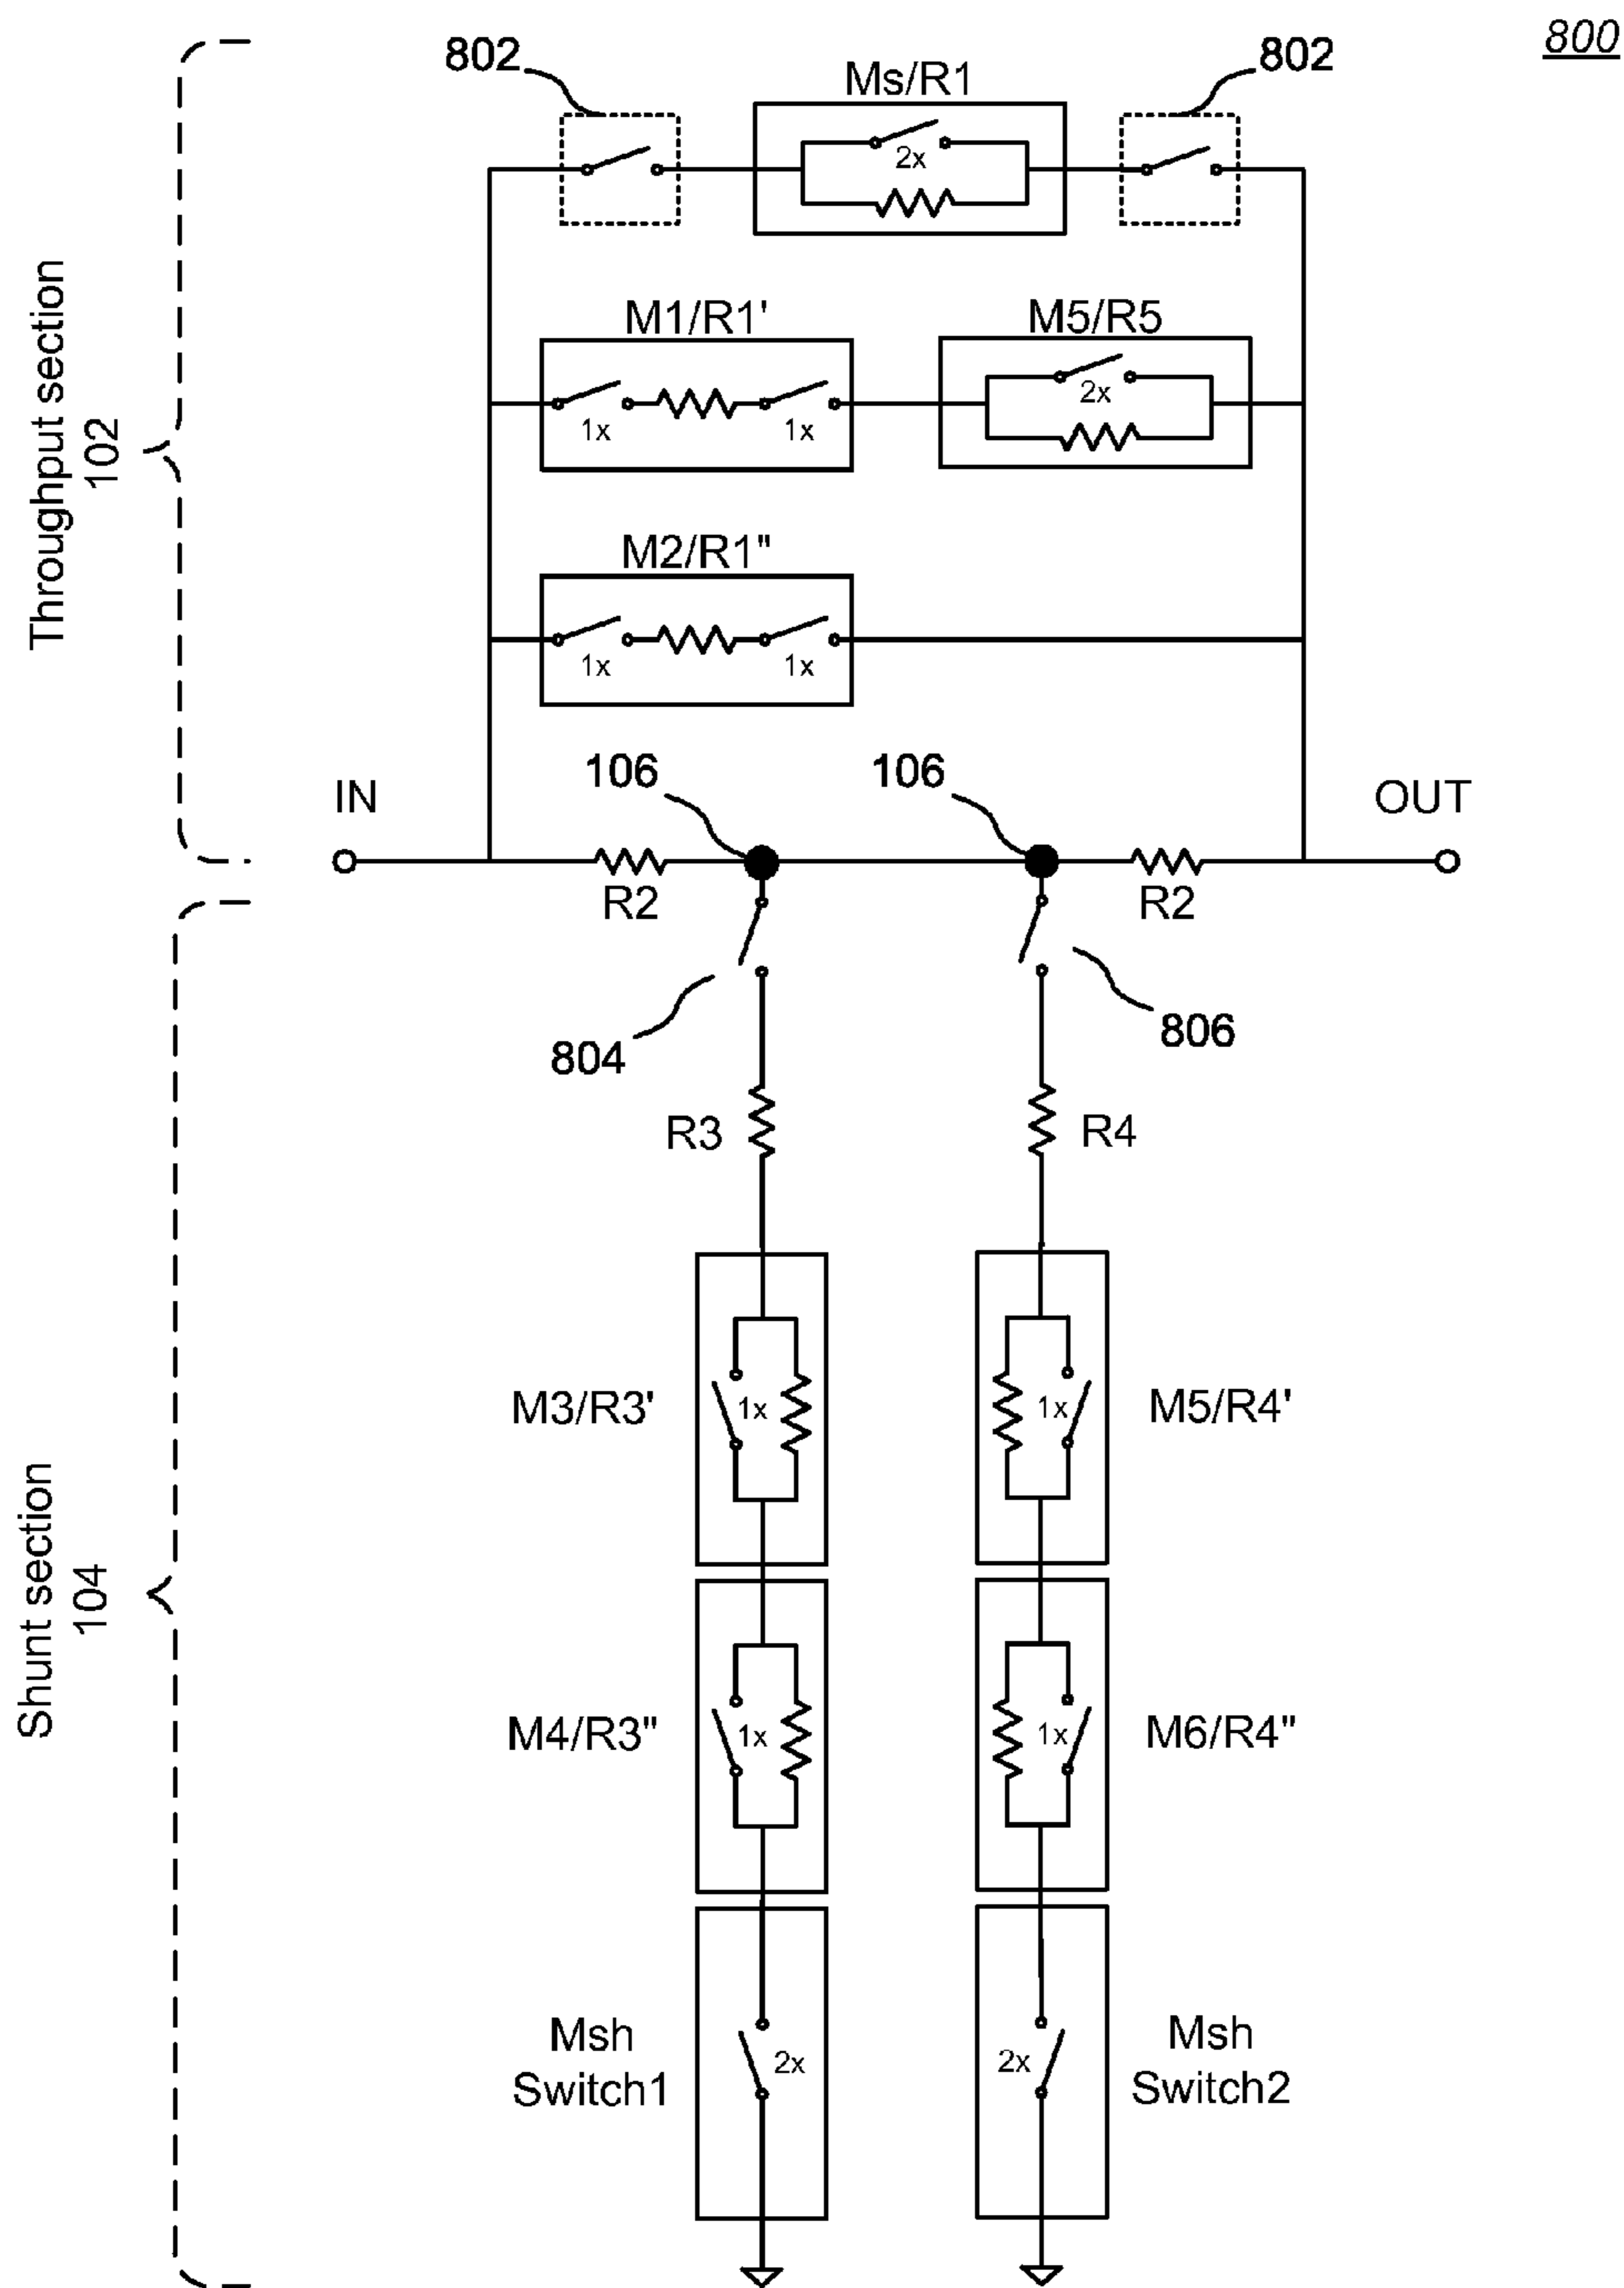 800
802
802
Ms/R1
2x
Throughput section
102
M1/R1'
M5/R5
1x
1x
2x
M2/R1"
1x
1x
106
106
IN
OUT
R2
R2
804
806
R3
R4
Shunt section
104
M3/R3'
1x
1x
M5/R4'
M4/R3"
1x
1x
M6/R4"
Msh
Switch1
2x
2x
Msh
Switch2